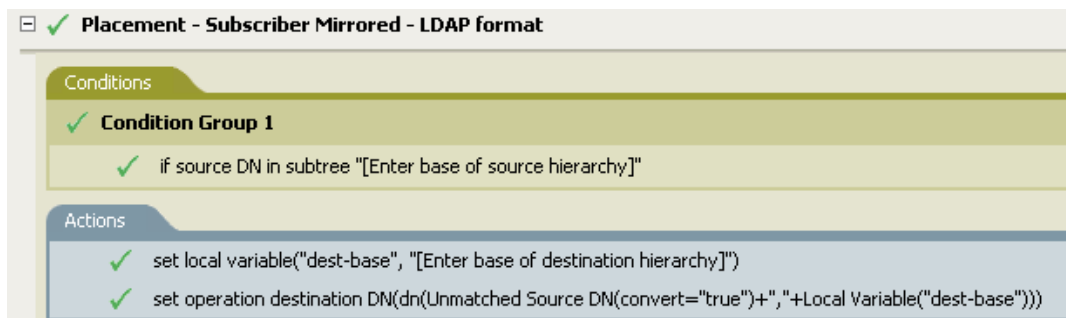 Placement - Subscriber Mirrored - LDAP format
Conditions
Condition Group 1
if source DN in subtree "[Enter base of source hierarchy]"
Actions
set local variable("dest-base", "[Enter base of destination hierarchy]")
set operation destination DN(dn(Unmatched Source DN(convert="true")+","+Local Variable("dest-base")))